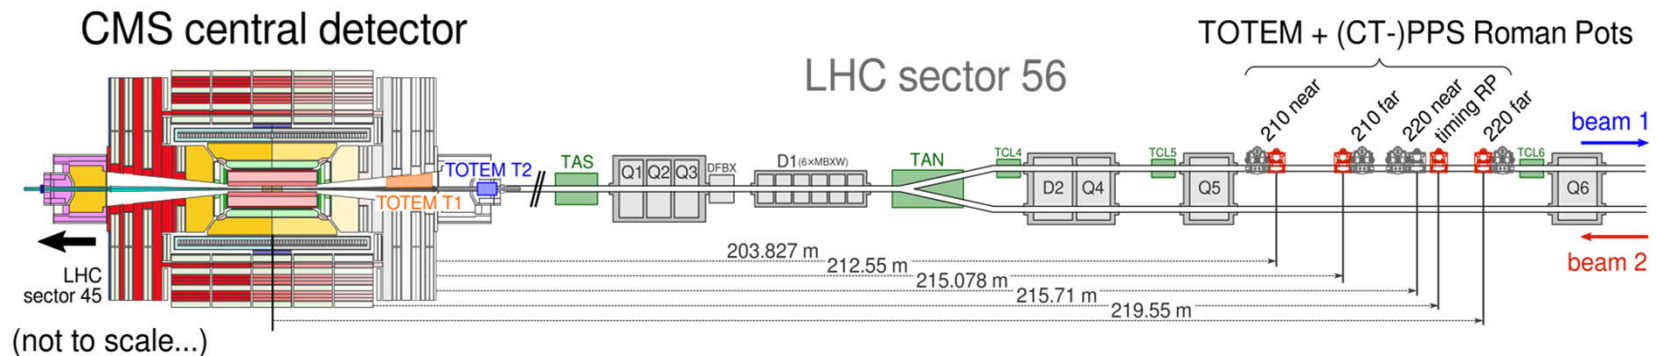 CMS central detector
TOTEM + (CT-)PPS Roman Pots
LHC sector 56
210 near
210 far
220 near
timing RP
220 far
beam 1
TOTEM T2
TAS
Q1 Q2 Q3
DFBX
D1(6×MBXW)
TAN
TCL4
D2 Q4
TCL5
Q5
TCL6
Q6
TOTEM T1
beam 2
LHC
sector 45
203.827 m
212.55 m
215.078 m
215.71 m
219.55 m
(not to scale...)